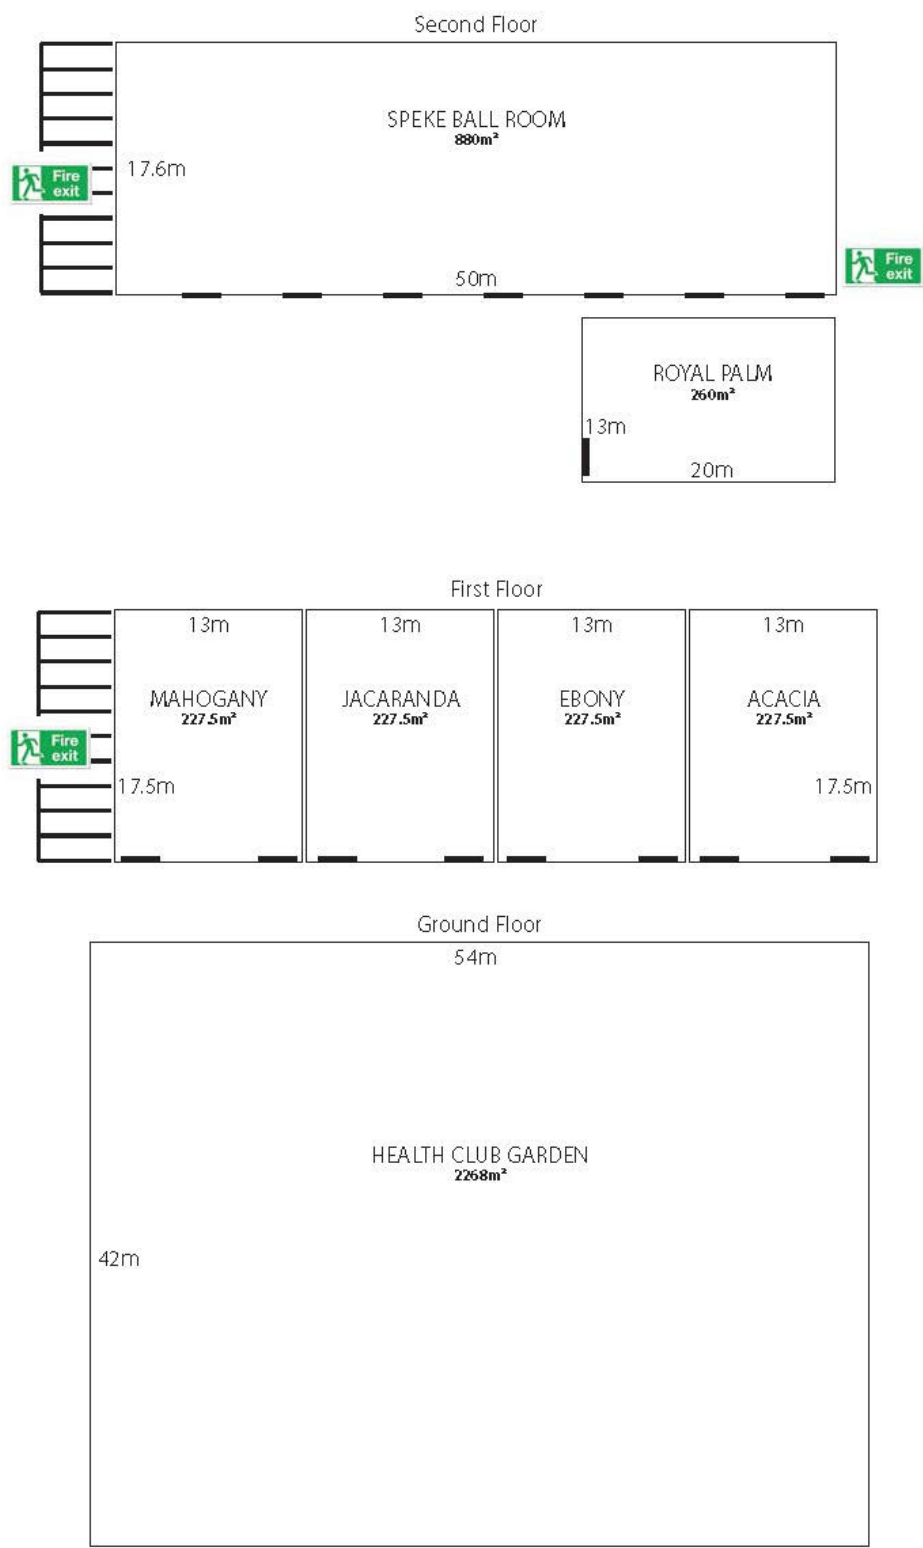 Second Floor
SPEKE BALL ROOM
880m²
17.6m
Fire
exit
50m
Fire
exit
ROYAL PALM
260m²
13m
20m
First Floor
13m
13m
13m
13m
MAHOGANY
227.5m²
JACARANDA
227.5m²
EBONY
227.5m²
ACACIA
227.5m²
Fire
exit
17.5m
17.5m
Ground Floor
54m
HEALTH CLUB GARDEN
2268m²
42m